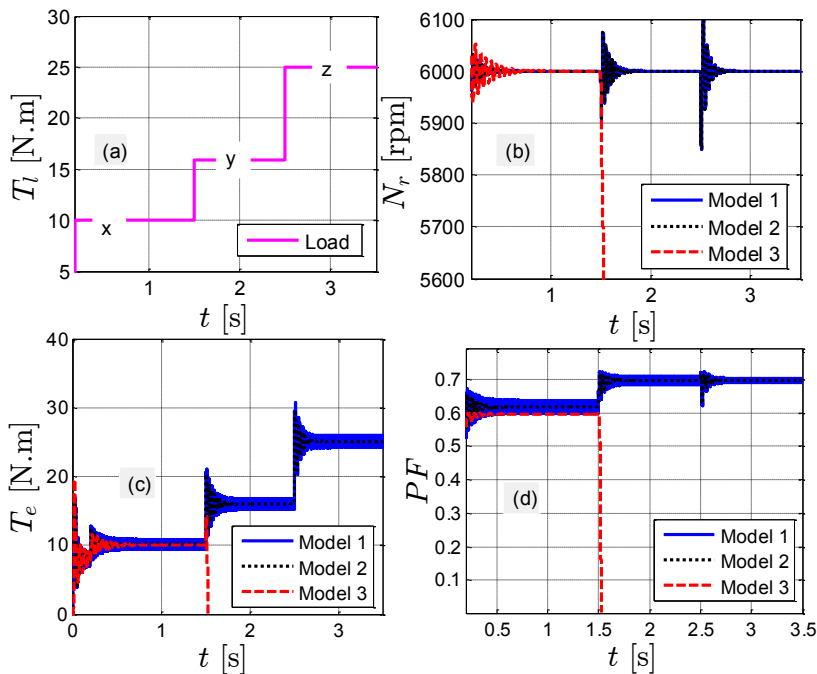 30
25
20
15
10
5
T_l [N.m]
(a)
x
y
z
Load
1
2
3
t [s]
6100
6000
5900
5800
5700
5600
N_r [rpm]
(b)
Model 1
Model 2
Model 3
1
2
3
t [s]
40
30
20
10
0
T_e [N.m]
(c)
Model 1
Model 2
Model 3
0
1
2
3
t [s]
0.7
0.6
0.5
0.4
0.3
0.2
0.1
PF
(d)
Model 1
Model 2
Model 3
0.5
1
1.5
2
2.5
3
3.5
t [s]